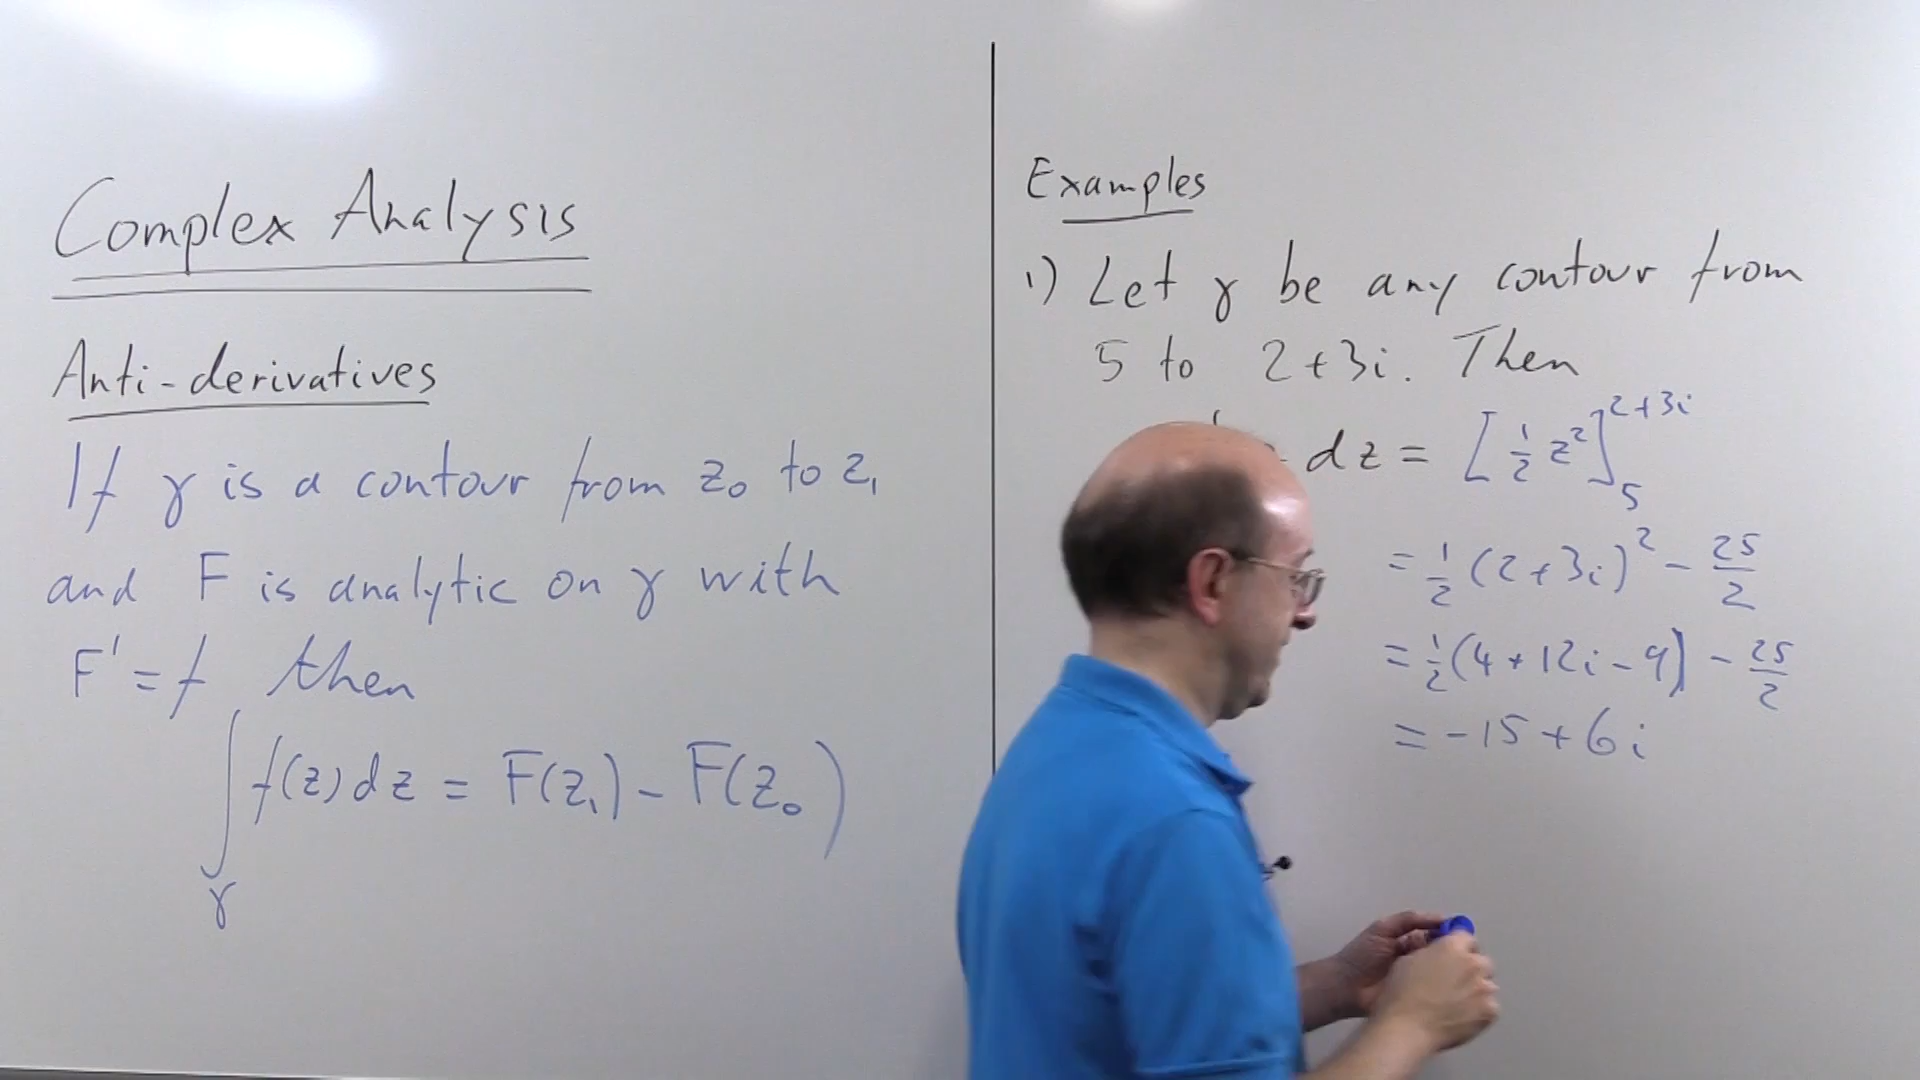 Complex Analysis
Anti-derivatives
If γ is a contour from z₀ to z₁
and F is analytic on γ with
F' = f then
∫ f(z) dz = F(z₁) - F(z₀)
γ
Examples
1) Let γ be any contour from
5 to 2+3i. Then
dz = [½ z²]₅²⁺³ⁱ
= ½ (2+3i)² - 25/2
= ½ (4+12i-9) - 25/2
= -15+6i